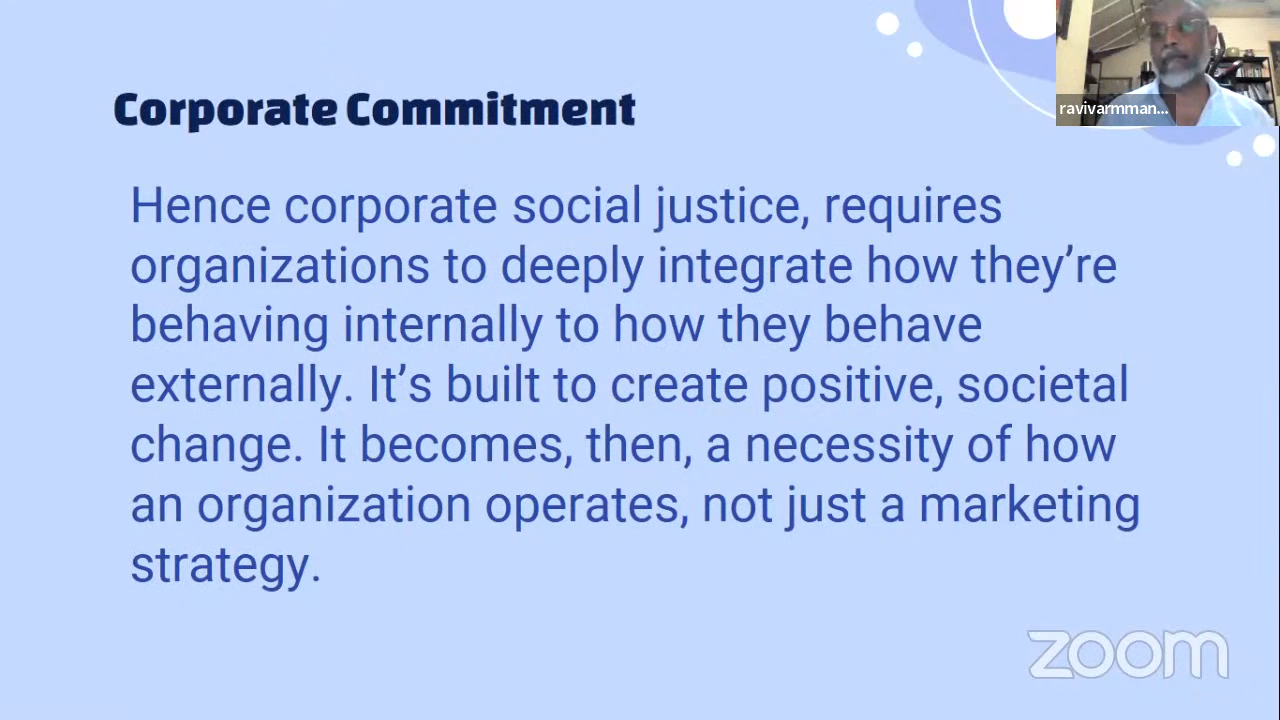 Corporate Commitment
ravivarmman...
Hence corporate social justice, requires
organizations to deeply integrate how they’re
behaving internally to how they behave
externally. It’s built to create positive, societal
change. It becomes, then, a necessity of how
an organization operates, not just a marketing
strategy.
zoom